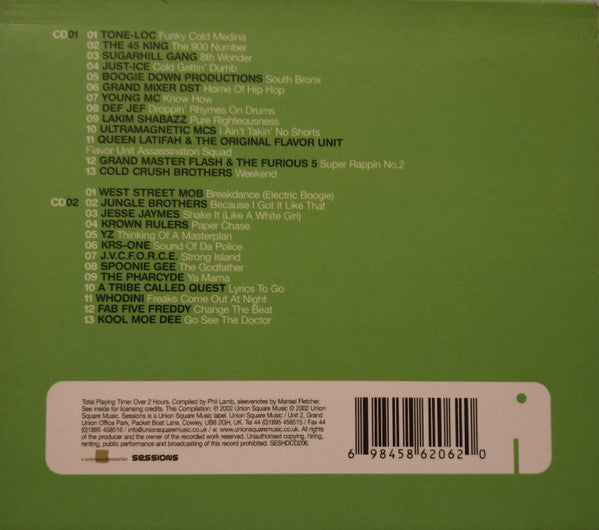 CD01 01 TONE-LOC Funky Cold Medina
02 THE 45 KING The 900 Number
03 SUGARHILL GANG 8th Wonder
04 JUST-ICE Cold Gettin' Dumb
05 BOOGIE DOWN PRODUCTIONS South Bronx
06 GRAND MIXER DST Home Of Hip Hop
07 YOUNG MC Know How
08 DEF JEF Droppin' Rhymes On Drums
09 LAKIM SHABAZZ Pure Righteousness
10 ULTRAMAGNETIC MCS I Ain't Takin' No Shorts
11 QUEEN LATIFAH & THE ORIGINAL FLAVOR UNIT
Flavor Unit Assassination Squad
12 GRAND MASTER FLASH & THE FURIOUS 5 Super Rappin No.2
13 COLD CRUSH BROTHERS Weekend
01 WEST STREET MOB Breakdance (Electric Boogie)
CD02 02 JUNGLE BROTHERS Because I Got It Like That
03 JESSE JAYMES Shake It (Like A White Girl)
04 KROWN RULERS Paper Chase
05 YZ Thinking Of A Masterplan
06 KRS-ONE Sound Of Da Police
07 J.V.C.F.O.R.C.E. Strong Island
08 SPOONIE GEE The Godfather
09 THE PHARCYDE Ya Mama
10 A TRIBE CALLED QUEST Lyrics To Go
11 WHODINI Freaks Come Out At Night
12 FAB FIVE FREDDY Change The Beat
13 KOOL MOE DEE Go See The Doctor
Total Playing Time: Over 2 Hours. Compiled by Phil Lamb, sleevenotes by Mansel Fletcher.
See inside for licensing credits. This Compilation: ℗ 2002 Union Square Music © 2002 Union
Square Music. Sessions is a Union Square Music label. Union Square Music / Unit 2, Grand
Union Office Park, Packet Boat Lane, Cowley, UB8 2GH, UK. Tel 44 (0)1895 458515 / Fax 44
(0)1895 458516 / info@unionsquaremusic.co.uk / w: www.unionsquaremusic.co.uk. All rights
of the producer and the owner of the recorded work reserved. Unauthorised copying, hiring,
renting, public performance and broadcasting of this record prohibited. SESHDCD206.
sessions
6 98458 62062 0